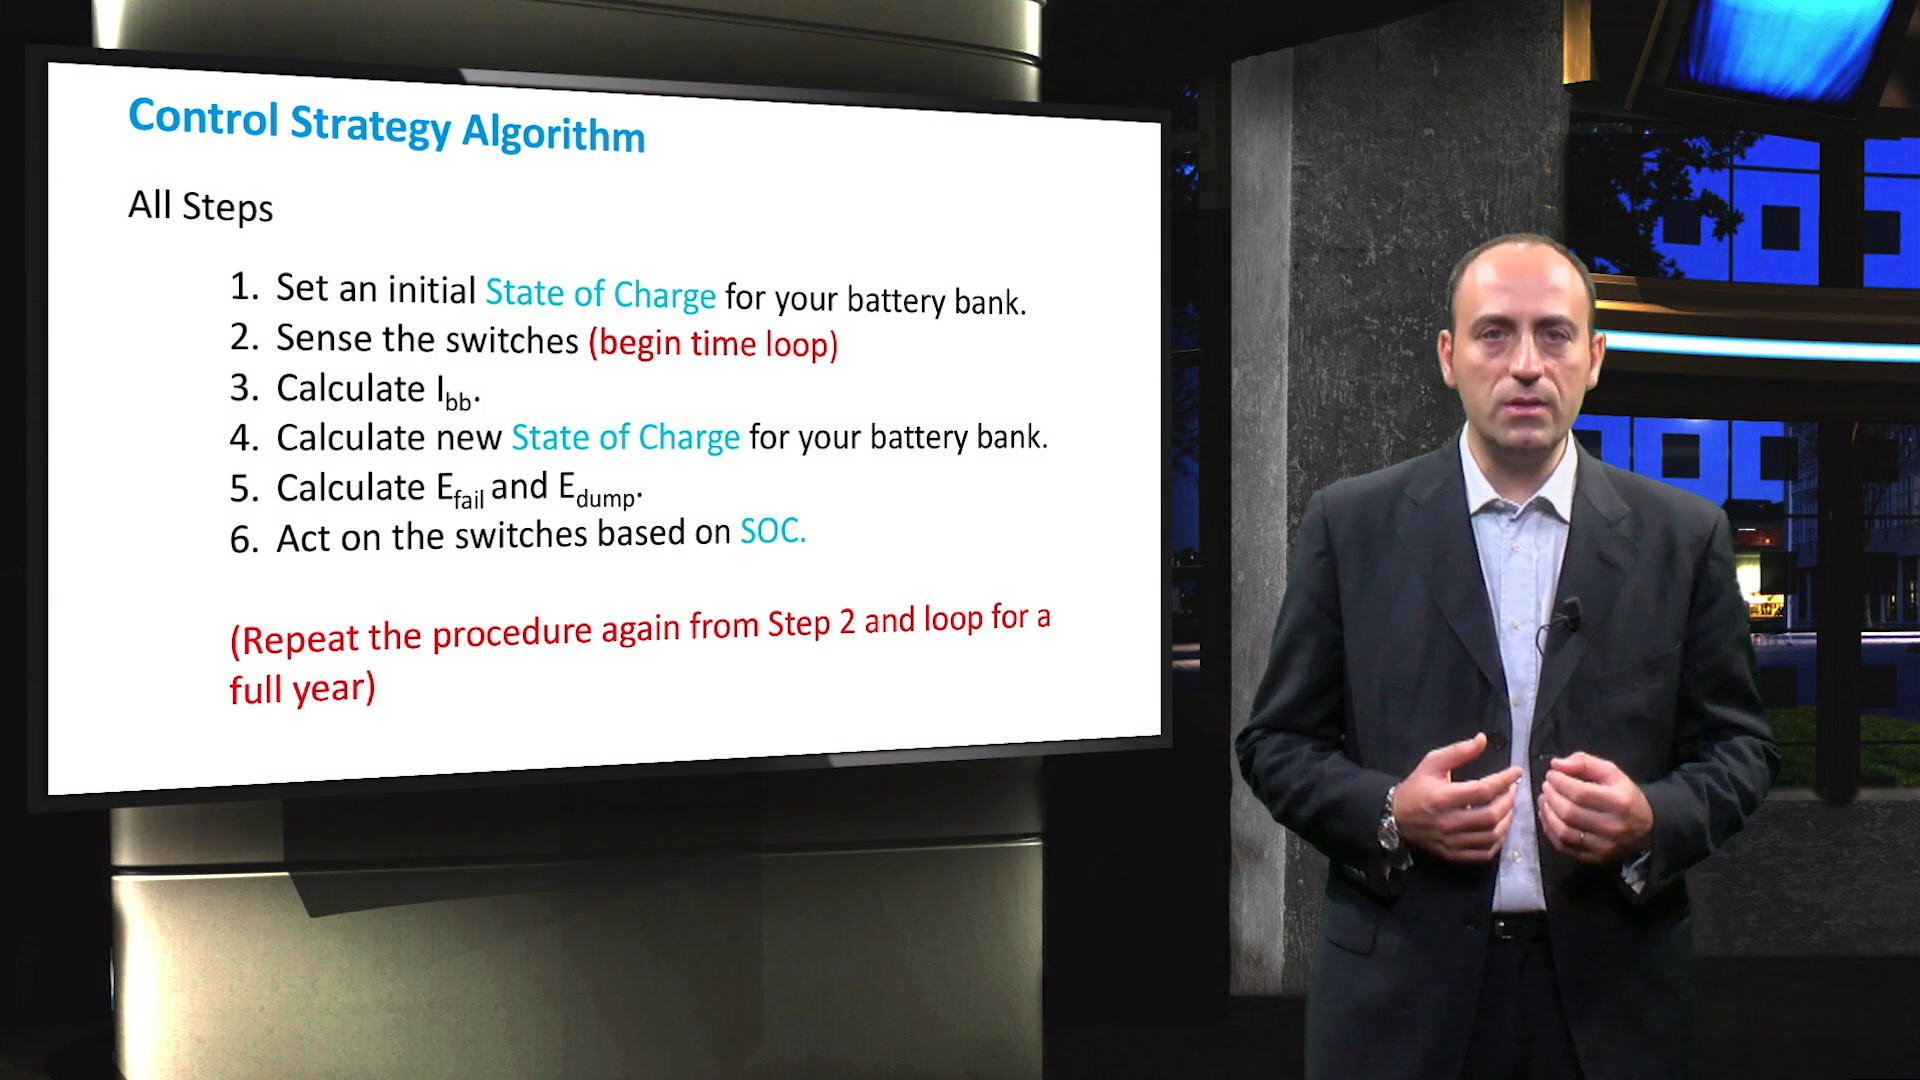 Control Strategy Algorithm
All Steps
1. Set an initial State of Charge for your battery bank.
2. Sense the switches (begin time loop)
3. Calculate Ibb.
4. Calculate new State of Charge for your battery bank.
5. Calculate Efail and Edump.
6. Act on the switches based on SOC.
(Repeat the procedure again from Step 2 and loop for a
full year)